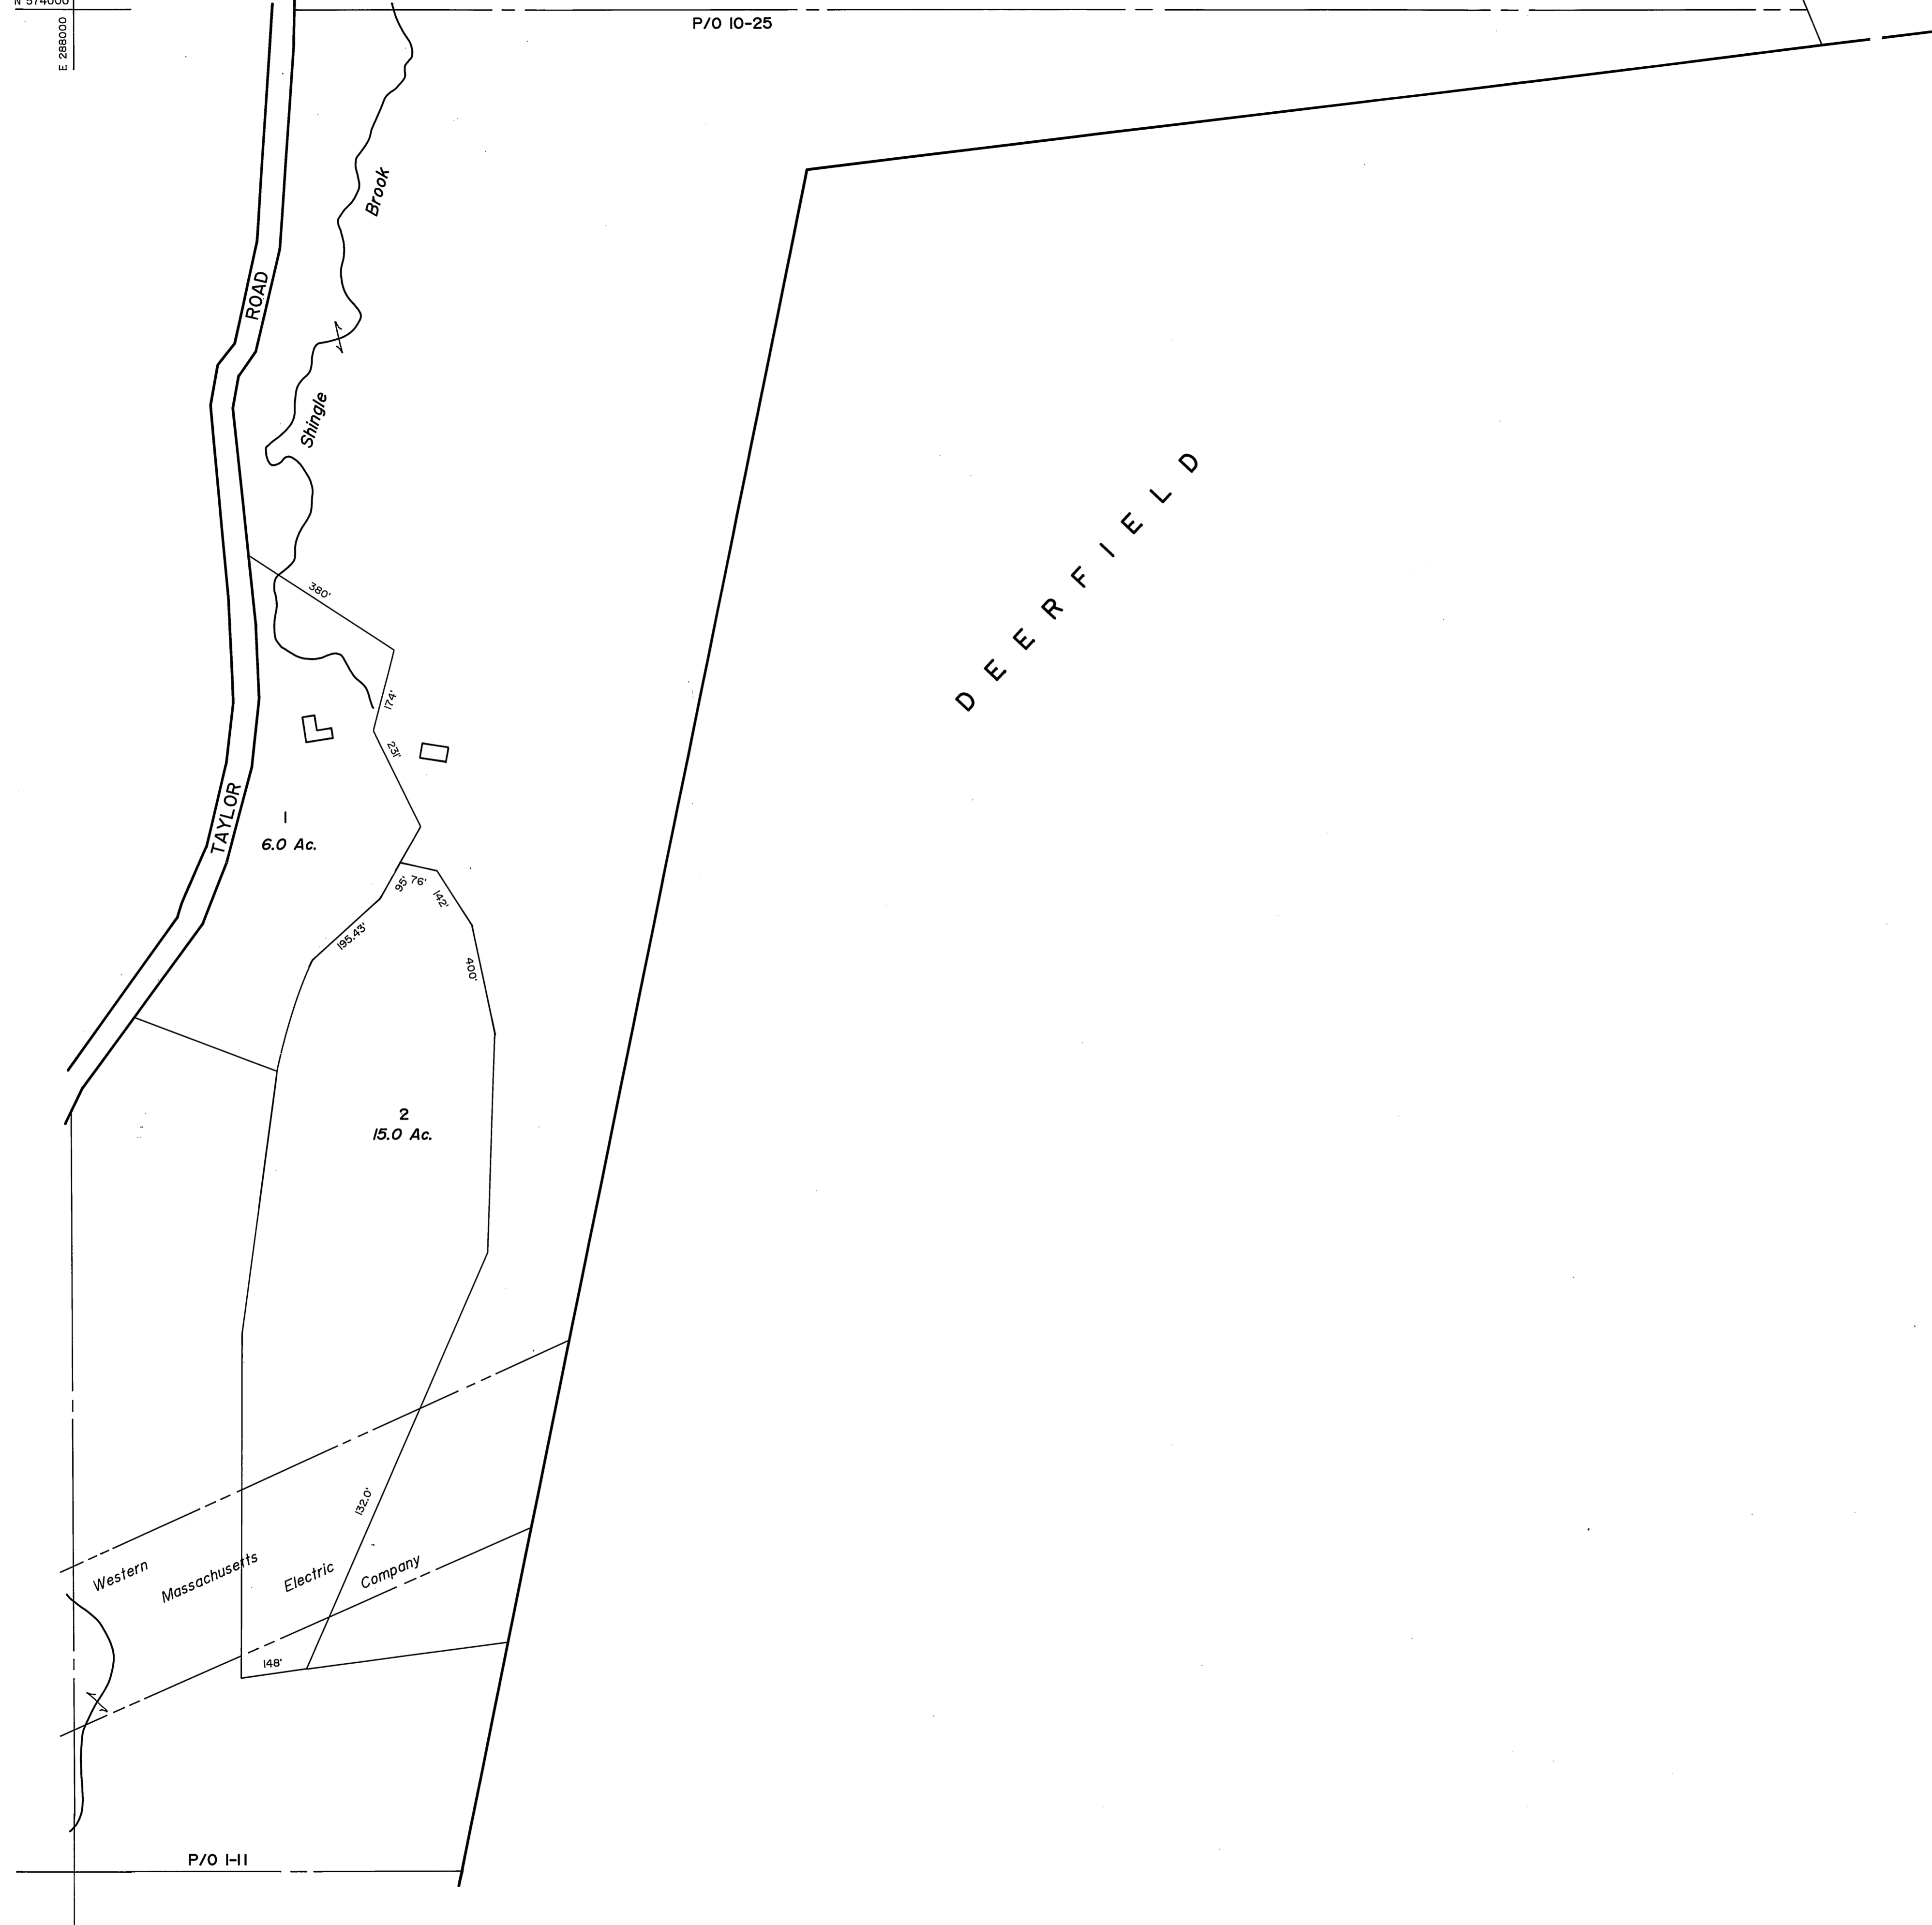 N 574000
E 288000
P/O 10-25
Brook
ROAD
Shingle
DEERFIELD
380'
174'
231'
TAYLOR
1
6.0 Ac.
95'
76'
142'
195.43'
400'
2
15.0 Ac.
132.0'
Western Massachuserts Electric Company
148'
P/O 1-11